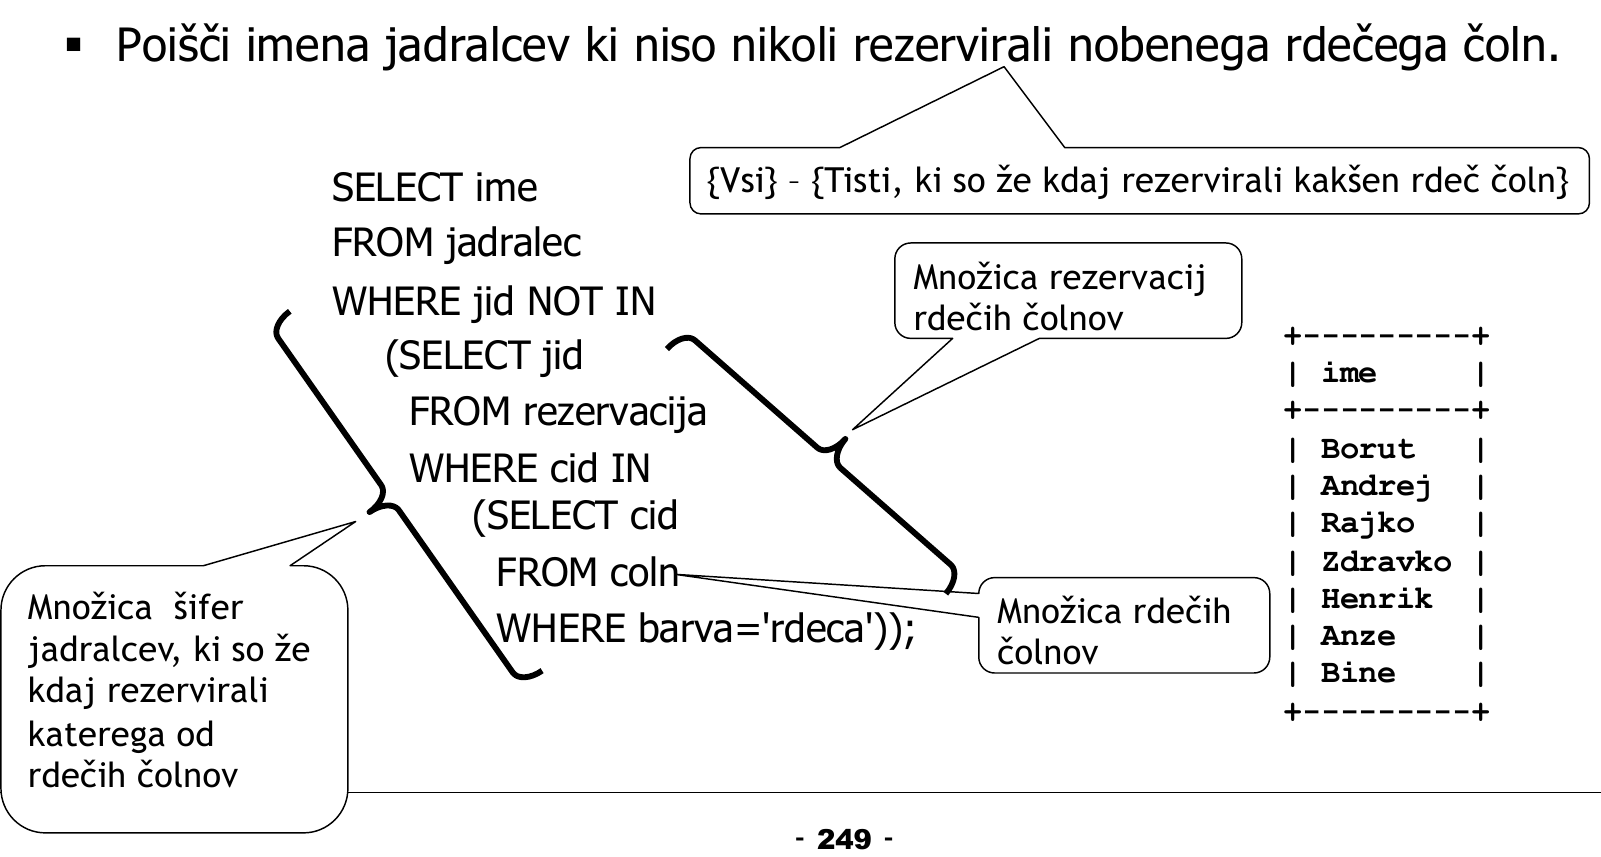 ▪ Poišči imena jadralcev ki niso nikoli rezervirali nobenega rdečega čoln.
{Vsi} – {Tisti, ki so že kdaj rezervirali kakšen rdeč čoln}
SELECT ime
FROM jadralec
WHERE jid NOT IN
(SELECT jid
FROM rezervacija
WHERE cid IN
(SELECT cid
FROM coln
WHERE barva='rdeca'));
Množica rezervacij
rdečih čolnov
Množica rdečih
čolnov
Množica šifer
jadralcev, ki so že
kdaj rezervirali
katerega od
rdečih čolnov
+---------+
| ime |
+---------+
| Borut |
| Andrej |
| Rajko |
| Zdravko |
| Henrik |
| Anze |
| Bine |
+---------+
- 249 -